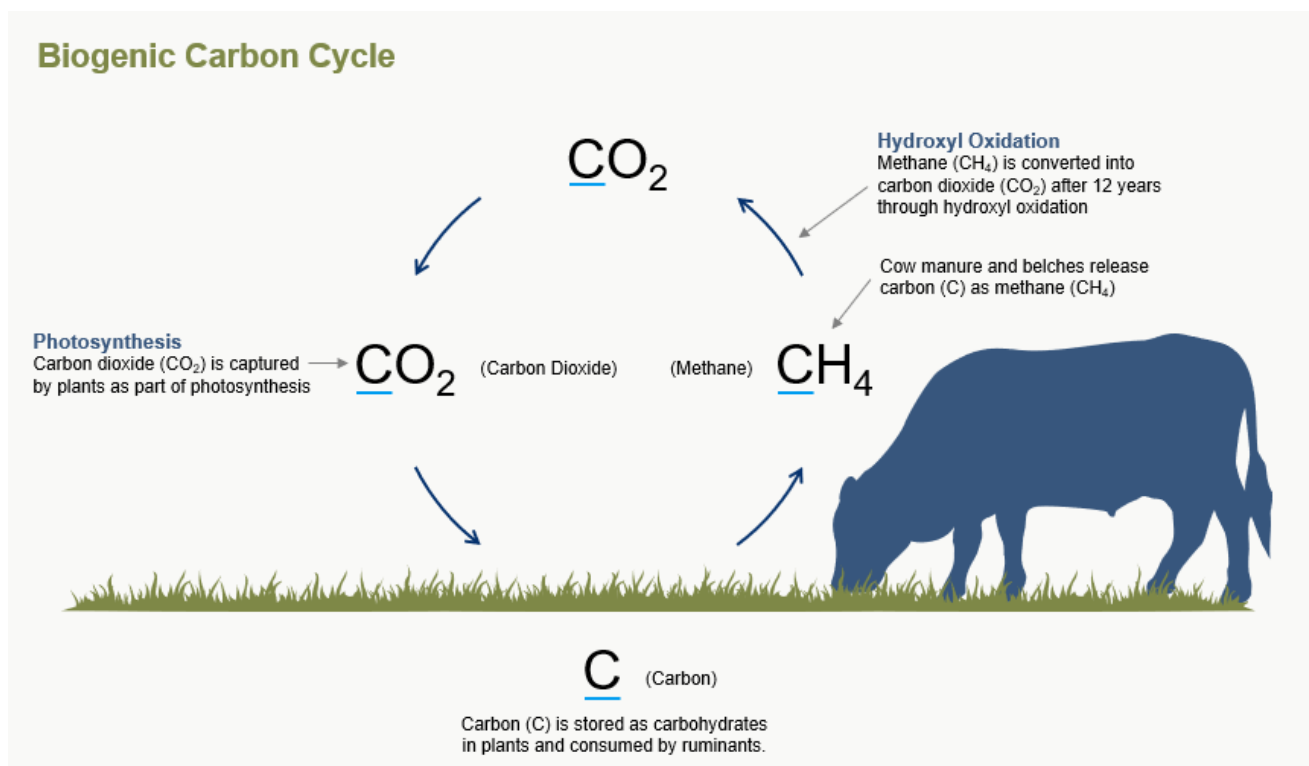 Biogenic Carbon Cycle
CO₂
Hydroxyl Oxidation
Methane (CH₄) is converted into
carbon dioxide (CO₂) after 12 years
through hydroxyl oxidation
Cow manure and belches release
carbon (C) as methane (CH₄)
Photosynthesis
Carbon dioxide (CO₂) is captured
by plants as part of photosynthesis
CO₂ (Carbon Dioxide)
(Methane) CH₄
C (Carbon)
Carbon (C) is stored as carbohydrates
in plants and consumed by ruminants.